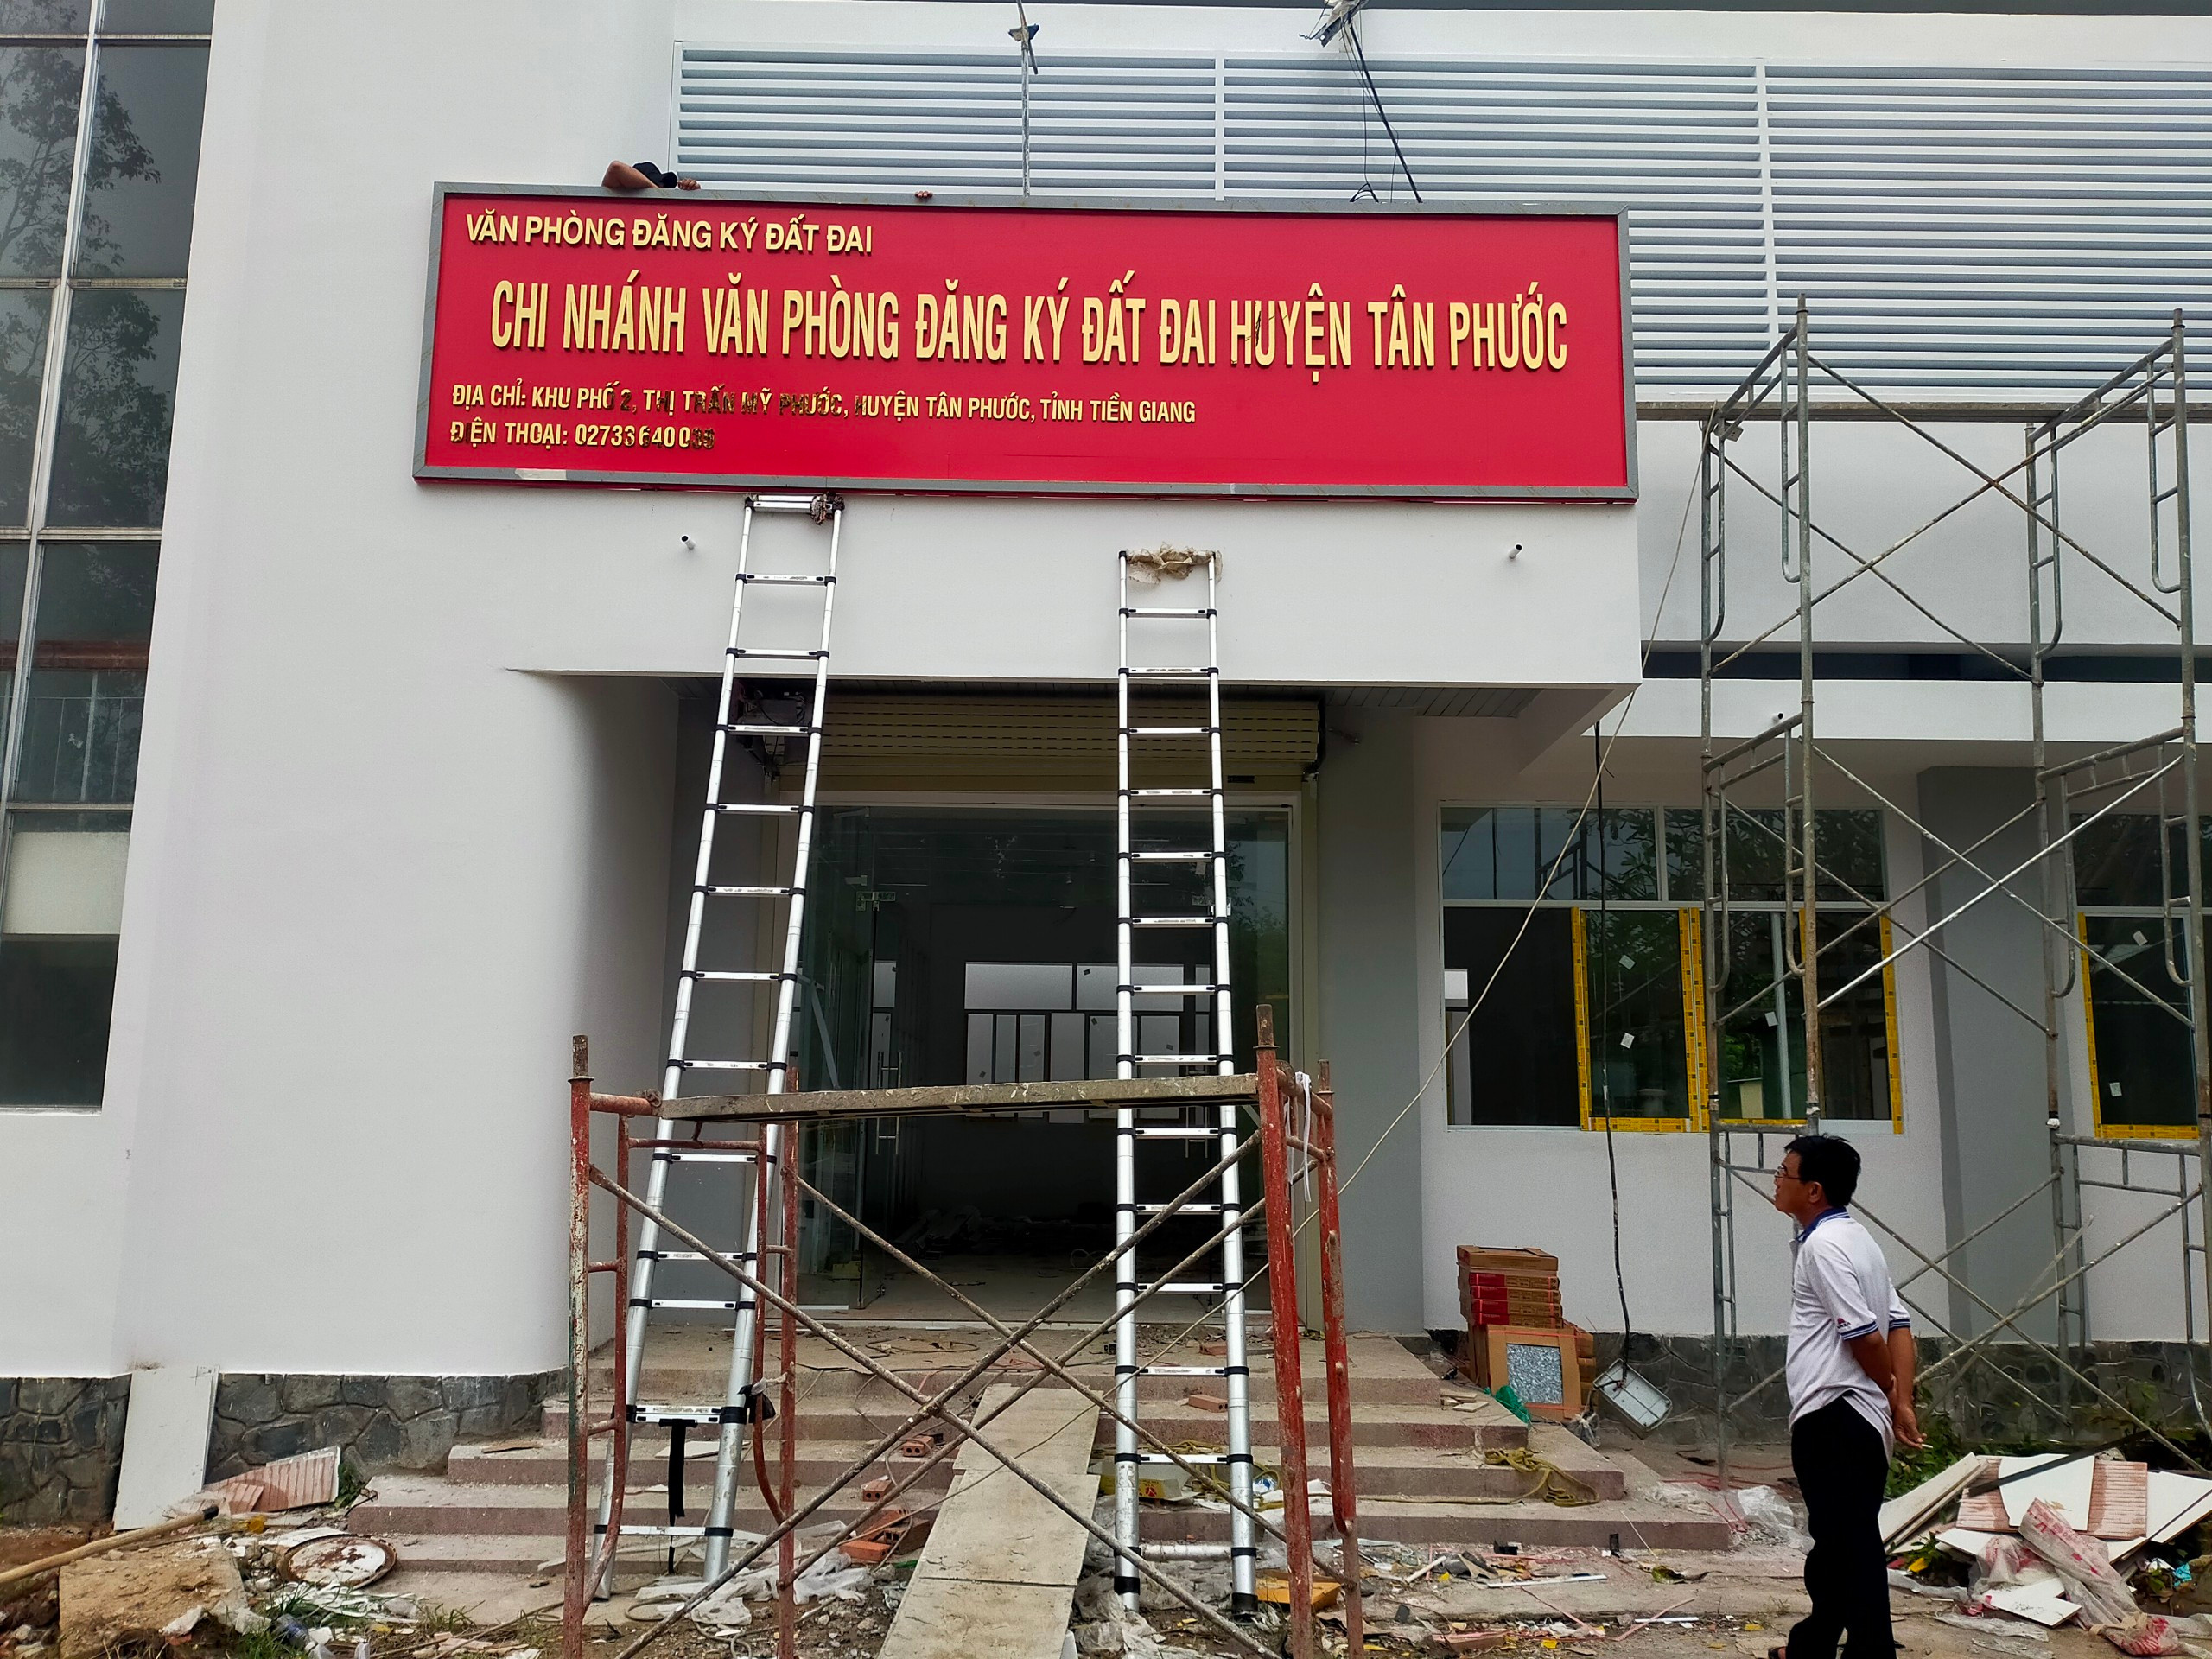 VĂN PHÒNG ĐĂNG KÝ ĐẤT ĐAI
CHI NHÁNH VĂN PHÒNG ĐĂNG KÝ ĐẤT ĐAI HUYỆN TÂN PHƯỚC
ĐỊA CHỈ: KHU PHỐ 2, THỊ TRẤN MỸ PHƯỚC, HUYỆN TÂN PHƯỚC, TỈNH TIỀN GIANG
ĐIỆN THOẠI: